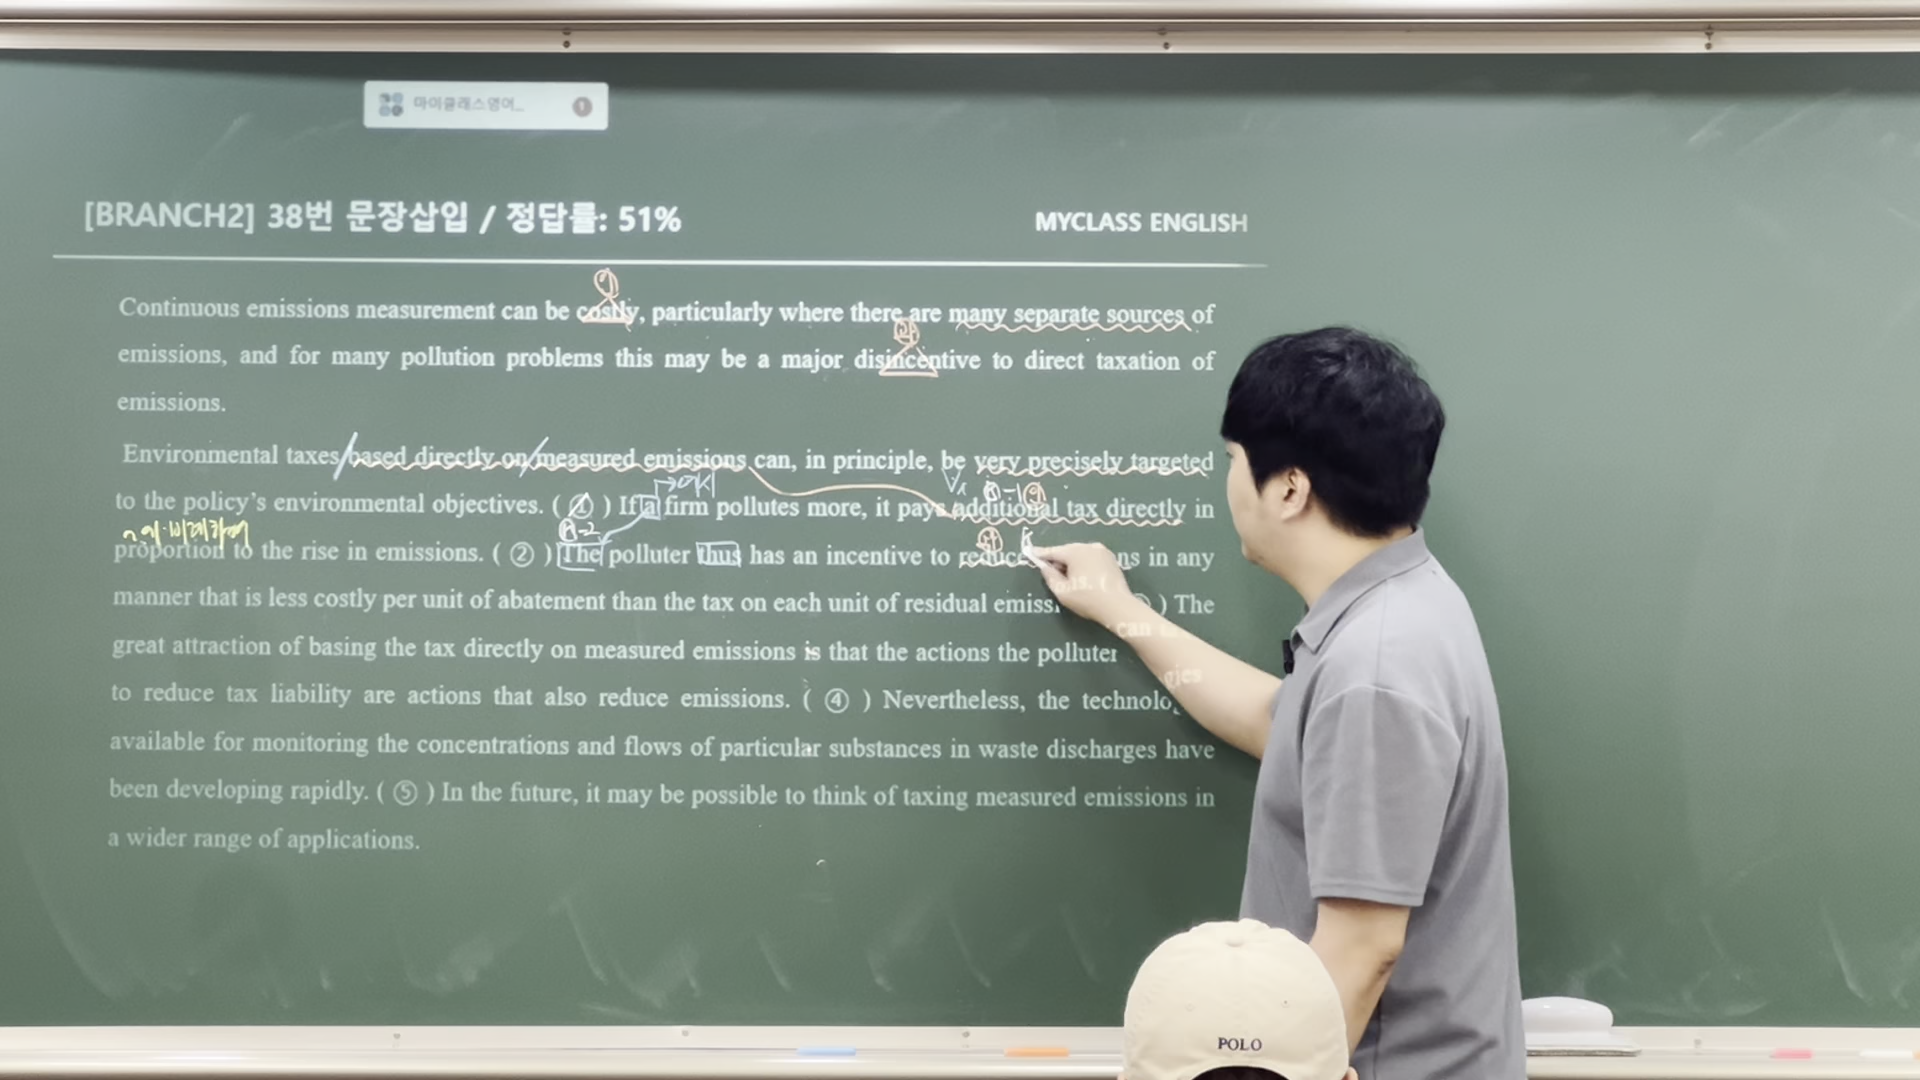 마이클래스영어...
[BRANCH2] 38번 문장삽입 / 정답률: 51%
MYCLASS ENGLISH
Continuous emissions measurement can be costly, particularly where there are many separate sources of
emissions, and for many pollution problems this may be a major disincentive to direct taxation of
emissions.
Environmental taxes based directly on measured emissions can, in principle, be very precisely targeted
to the policy's environmental objectives. ( ① ) If a firm pollutes more, it pays additional tax directly in
proportion to the rise in emissions. ( ② ) The polluter thus has an incentive to reduce in any
manner that is less costly per unit of abatement than the tax on each unit of residual ) The
great attraction of basing the tax directly on measured emissions is that the actions the polluter can
to reduce tax liability are actions that also reduce emissions. ( ④ ) Nevertheless, the
available for monitoring the concentrations and flows of particular substances in waste discharges have
been developing rapidly. ( ⑤ ) In the future, it may be possible to think of taxing measured emissions in
a wider range of applications.
POLO